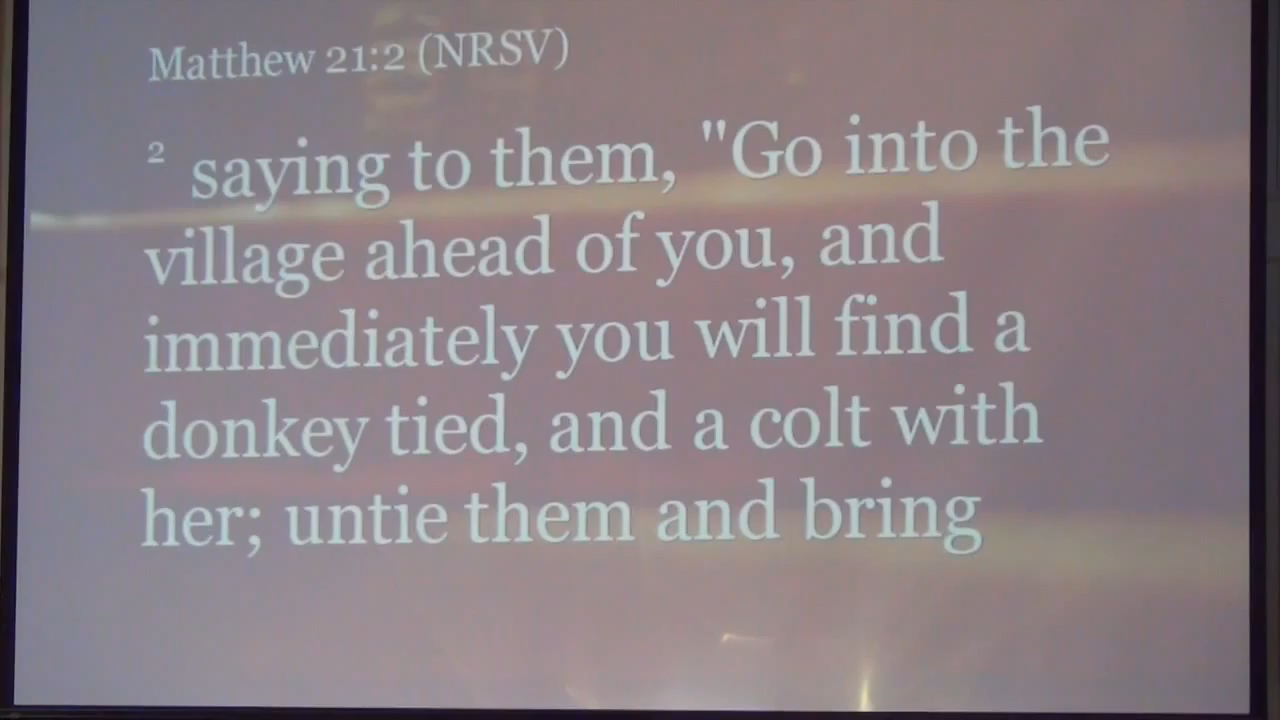 Matthew 21:2 (NRSV)
2 saying to them, "Go into the
village ahead of you, and
immediately you will find a
donkey tied, and a colt with
her; untie them and bring